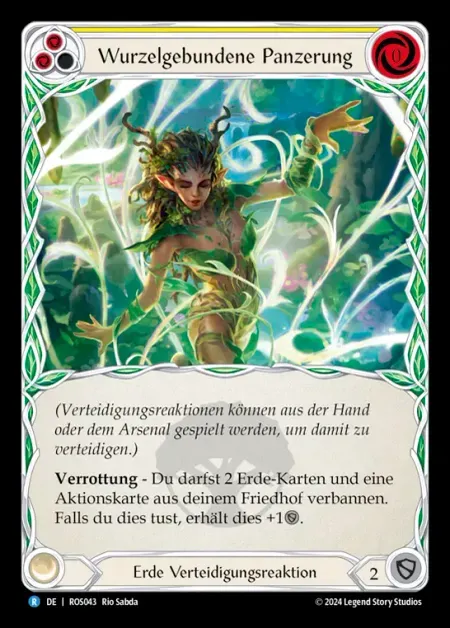 Wurzelgebundene Panzerung
0
(Verteidigungsreaktionen können aus der Hand
oder dem Arsenal gespielt werden, um damit zu
verteidigen.)
Verrottung - Du darfst 2 Erde-Karten und eine
Aktionskarte aus deinem Friedhof verbannen.
Falls du dies tust, erhält dies +1.
Erde Verteidigungsreaktion
2
R DE | ROS043 Rio Sabda
© 2024 Legend Story Studios